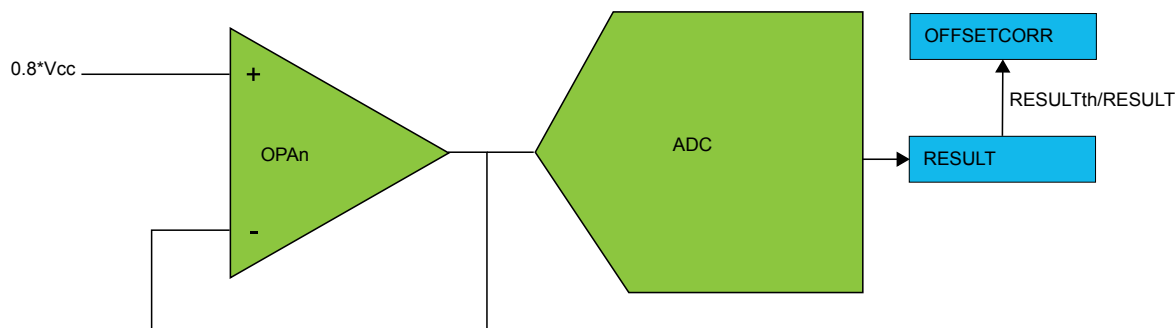 OFFSETCORR
0.8*Vcc
+
RESULTth/RESULT
OPAn
ADC
RESULT
-